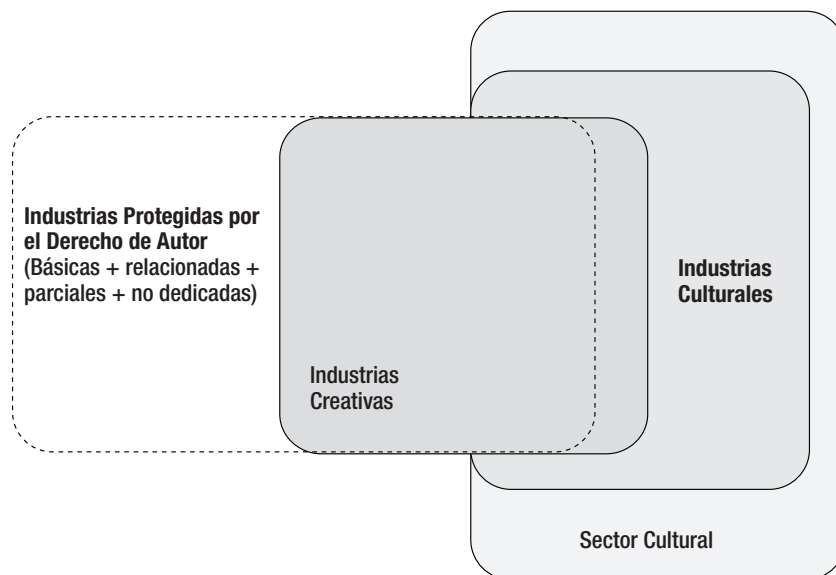 Industrias Protegidas por
el Derecho de Autor
(Básicas + relacionadas +
parciales + no dedicadas)
Industrias
Culturales
Industrias
Creativas
Sector Cultural